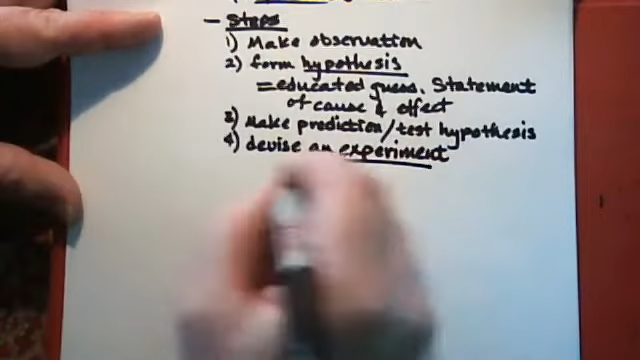 - Steps
1) Make observation
2) form hypothesis
= educated guess. Statement
of cause & effect
3) Make prediction/test hypothesis
4) devise an experiment